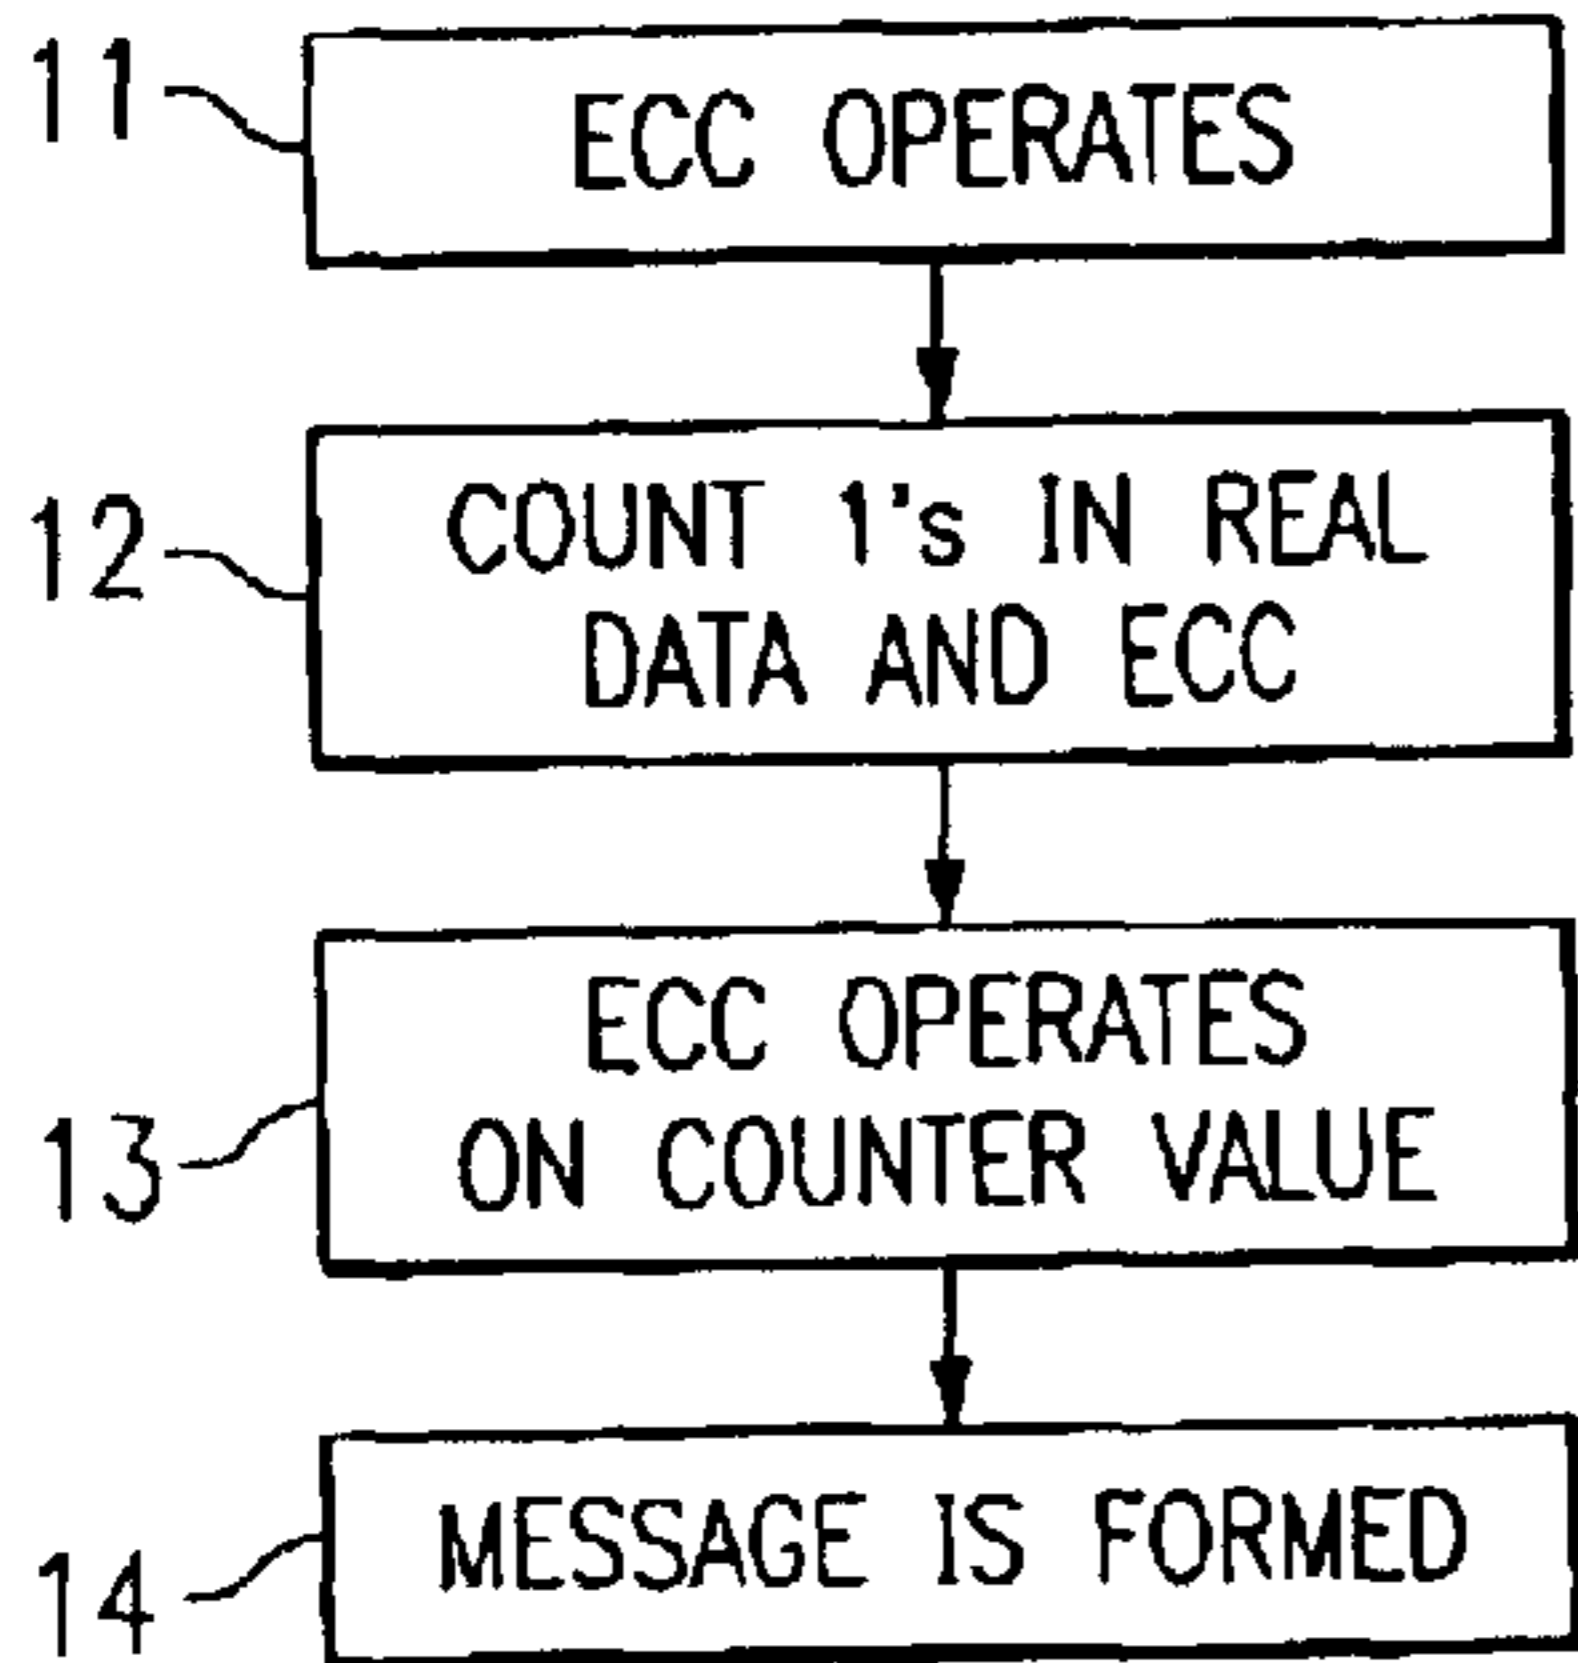 11
ECC OPERATES
12
COUNT 1's IN REAL
DATA AND ECC
13
ECC OPERATES
ON COUNTER VALUE
14
MESSAGE IS FORMED